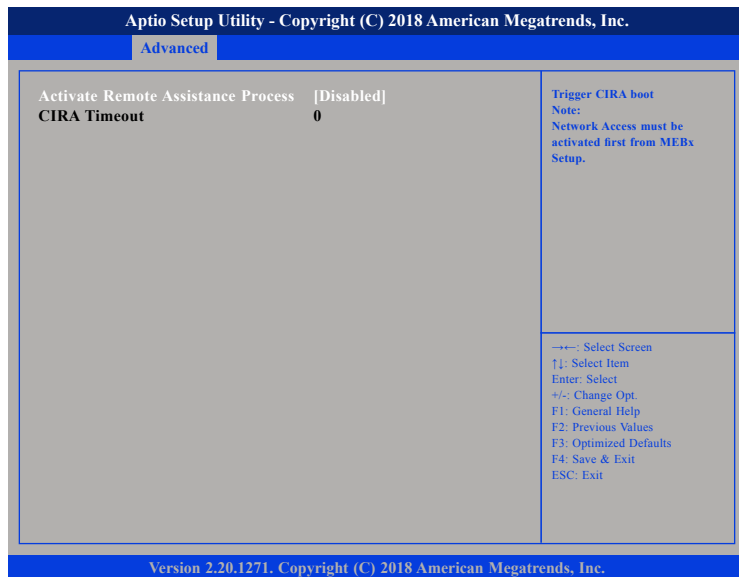 Aptio Setup Utility - Copyright (C) 2018 American Megatrends, Inc.
Advanced
Activate Remote Assistance Process [Disabled]
CIRA Timeout 0
Trigger CIRA boot
Note:
Network Access must be
activated first from MEBx
Setup.
→←: Select Screen
↑↓: Select Item
Enter: Select
+/-: Change Opt.
F1: General Help
F2: Previous Values
F3: Optimized Defaults
F4: Save & Exit
ESC: Exit
Version 2.20.1271. Copyright (C) 2018 American Megatrends, Inc.